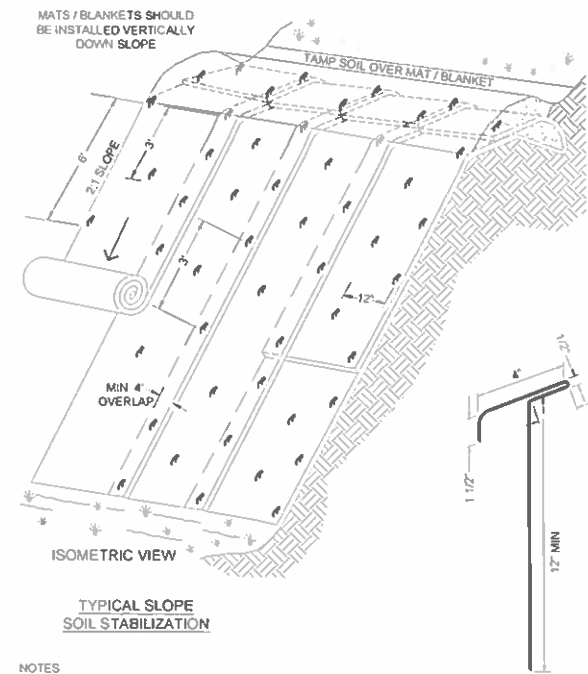 MATS / BLANKETS SHOULD
BE INSTALLED VERTICALLY
DOWN SLOPE
TAMP SOIL OVER MAT / BLANKET
6'
2:1 SLOPE
3'
3'
12"
MIN 4"
OVERLAP
4"
1 1/2"
12" MIN
ISOMETRIC VIEW
TYPICAL SLOPE
SOIL STABILIZATION
NOTES